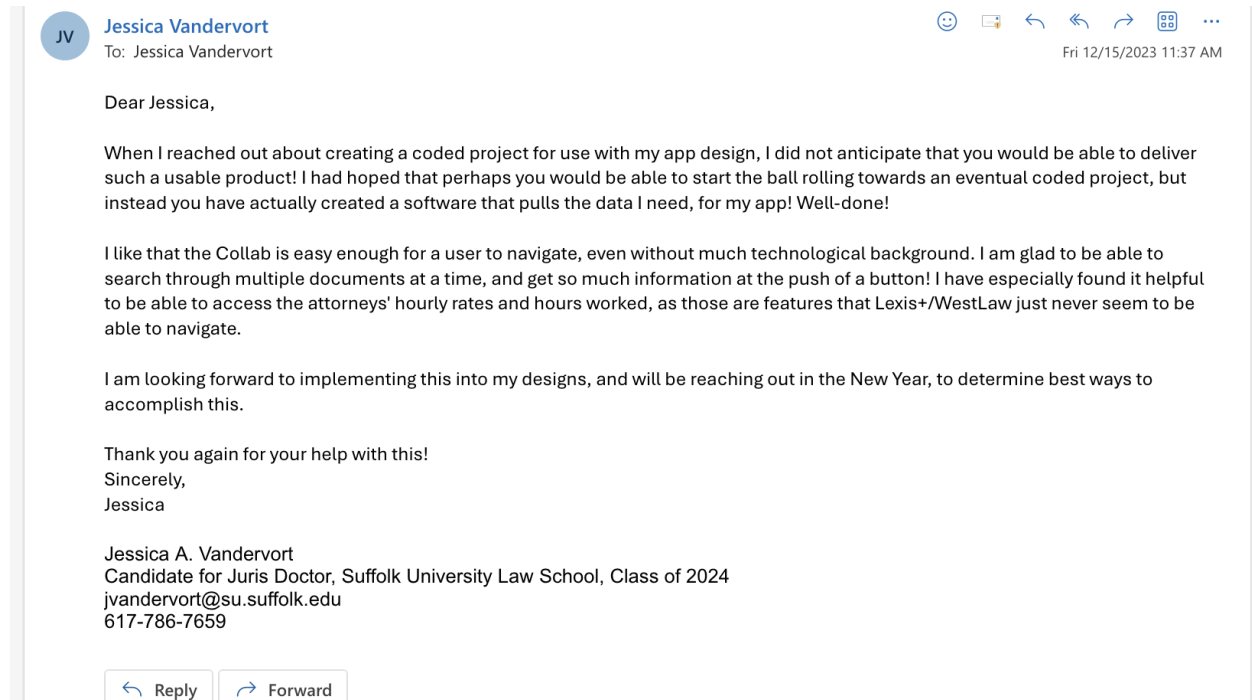 JV
Jessica Vandervort
To: Jessica Vandervort
Fri 12/15/2023 11:37 AM
Dear Jessica,
When I reached out about creating a coded project for use with my app design, I did not anticipate that you would be able to deliver
such a usable product! I had hoped that perhaps you would be able to start the ball rolling towards an eventual coded project, but
instead you have actually created a software that pulls the data I need, for my app! Well-done!
I like that the Collab is easy enough for a user to navigate, even without much technological background. I am glad to be able to
search through multiple documents at a time, and get so much information at the push of a button! I have especially found it helpful
to be able to access the attorneys' hourly rates and hours worked, as those are features that Lexis+/WestLaw just never seem to be
able to navigate.
I am looking forward to implementing this into my designs, and will be reaching out in the New Year, to determine best ways to
accomplish this.
Thank you again for your help with this!
Sincerely,
Jessica
Jessica A. Vandervort
Candidate for Juris Doctor, Suffolk University Law School, Class of 2024
jvandervort@su.suffolk.edu
617-786-7659
Reply
Forward